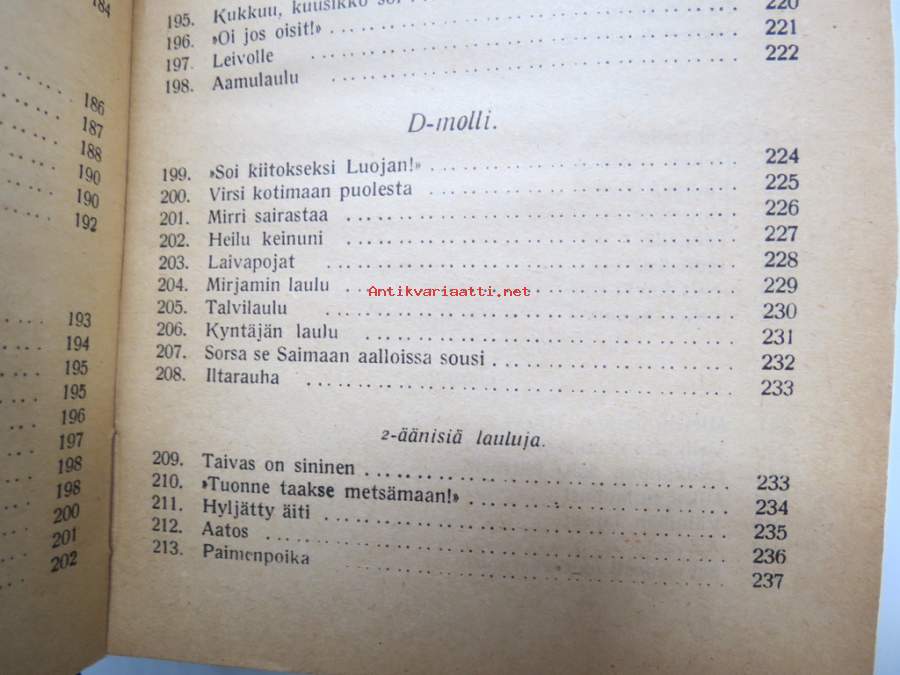 184
186
187
188
190
190
192
193
194
195
195
196
197
198
198
200
201
202
195. Kukkuu, kuusikko 220
196. »Oi jos oisit!» 221
197. Leivolle 222
198. Aamulaulu
D-molli.
199. »Soi kiitokseksi Luojan!» 224
200. Virsi kotimaan puolesta 225
201. Mirri sairastaa 226
202. Heilu keinuni 227
203. Laivapojat 228
204. Mirjamin laulu 229
205. Talvilaulu 230
206. Kyntäjän laulu 231
207. Sorsa se Saimaan aalloissa sousi 232
208. Iltarauha 233
2-äänisiä lauluja.
209. Taivas on sininen 233
210. »Tuonne taakse metsämaan!» 234
211. Hyljätty äiti 235
212. Aatos 236
213. Paimenpoika 237
Antikvariaatti.net